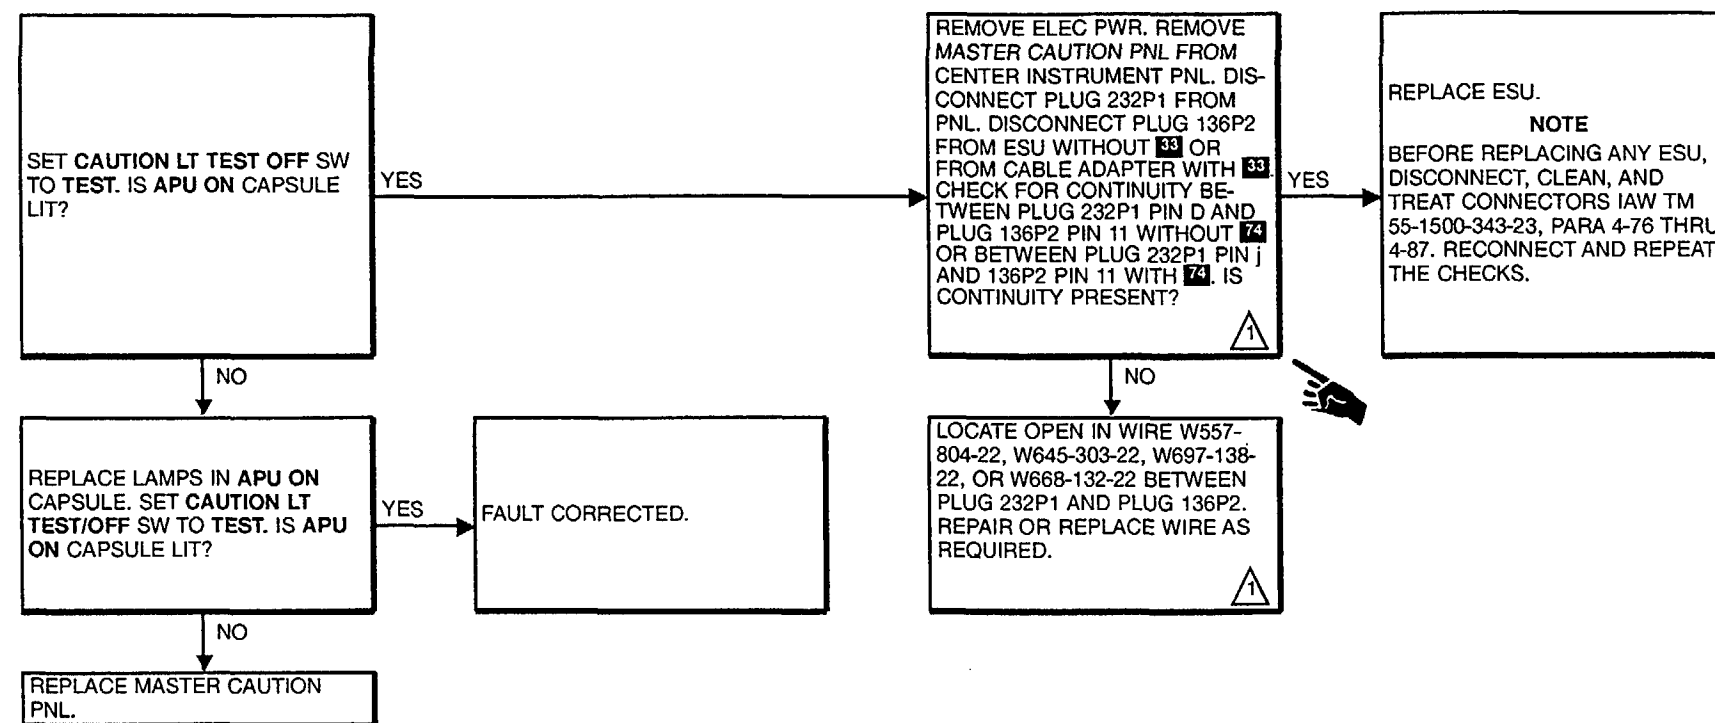 SET CAUTION LT TEST OFF SW
TO TEST. IS APU ON CAPSULE
LIT?
YES
REMOVE ELEC PWR. REMOVE
MASTER CAUTION PNL FROM
CENTER INSTRUMENT PNL. DIS-
CONNECT PLUG 232P1 FROM
PNL. DISCONNECT PLUG 136P2
FROM ESU WITHOUT 33 OR
FROM CABLE ADAPTER WITH 33.
CHECK FOR CONTINUITY BE-
TWEEN PLUG 232P1 PIN D AND
PLUG 136P2 PIN 11 WITHOUT 74
OR BETWEEN PLUG 232P1 PIN j
AND 136P2 PIN 11 WITH 74. IS
CONTINUITY PRESENT?
1
YES
REPLACE ESU.
NOTE
BEFORE REPLACING ANY ESU,
DISCONNECT, CLEAN, AND
TREAT CONNECTORS IAW TM
55-1500-343-23, PARA 4-76 THRU
4-87. RECONNECT AND REPEAT
THE CHECKS.
NO
NO
REPLACE LAMPS IN APU ON
CAPSULE. SET CAUTION LT
TEST/OFF SW TO TEST. IS APU
ON CAPSULE LIT?
YES
FAULT CORRECTED.
LOCATE OPEN IN WIRE W557-
804-22, W645-303-22, W697-138-
22, OR W668-132-22 BETWEEN
PLUG 232P1 AND PLUG 136P2.
REPAIR OR REPLACE WIRE AS
REQUIRED.
1
NO
REPLACE MASTER CAUTION
PNL.